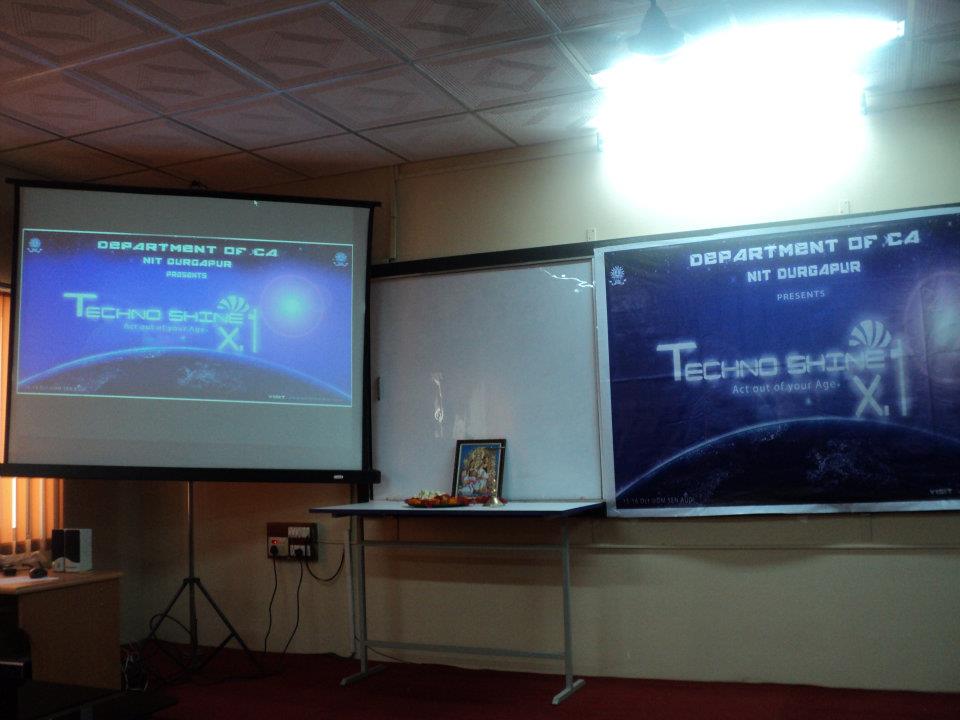 DEPARTMENT OF CA
NIT DURGAPUR
PRESENTS
TECHNO SHINE
X.1
Act out of your Age
VISIT
DEPARTMENT OF CA
NIT DURGAPUR
PRESENTS
TECHNO SHINE
X.1
Act out of your Age
VISIT